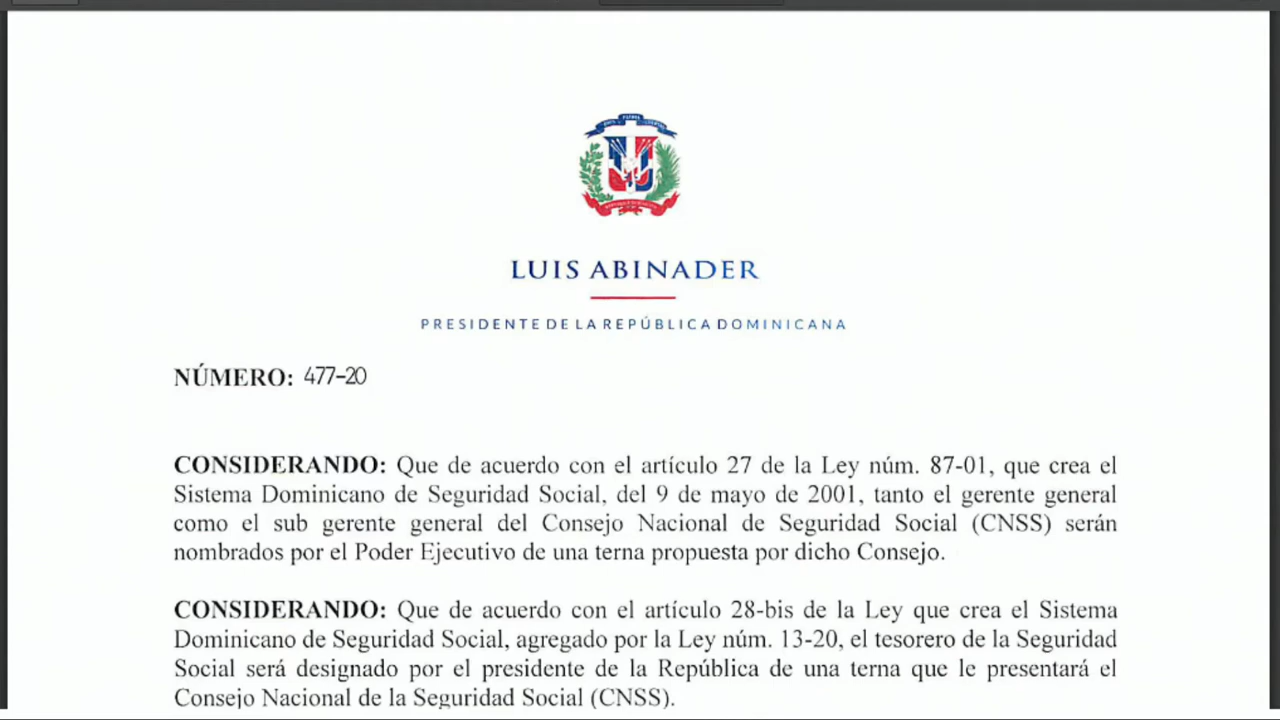 LUIS ABINADER
PRESIDENTE DE LA REPÚBLICA DOMINICANA
NÚMERO: 477-20
CONSIDERANDO: Que de acuerdo con el artículo 27 de la Ley núm. 87-01, que crea el
Sistema Dominicano de Seguridad Social, del 9 de mayo de 2001, tanto el gerente general
como el sub gerente general del Consejo Nacional de Seguridad Social (CNSS) serán
nombrados por el Poder Ejecutivo de una terna propuesta por dicho Consejo.
CONSIDERANDO: Que de acuerdo con el artículo 28-bis de la Ley que crea el Sistema
Dominicano de Seguridad Social, agregado por la Ley núm. 13-20, el tesorero de la Seguridad
Social será designado por el presidente de la República de una terna que le presentará el
Consejo Nacional de la Seguridad Social (CNSS).